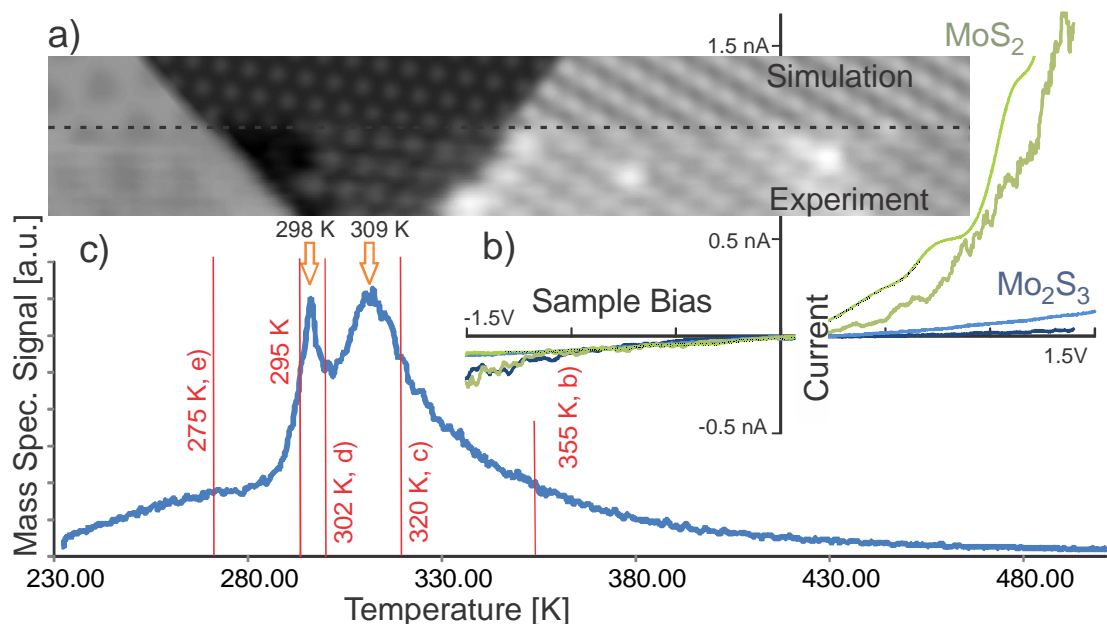 a)
1.5 nA
MoS2
Simulation
Experiment
298 K
309 K
c)
b)
0.5 nA
Mo2S3
Sample Bias
-1.5V
1.5V
Current
-0.5 nA
Mass Spec. Signal [a.u.]
275 K, e)
295 K
302 K, d)
320 K, c)
355 K, b)
230.00 280.00 330.00 380.00 430.00 480.00
Temperature [K]